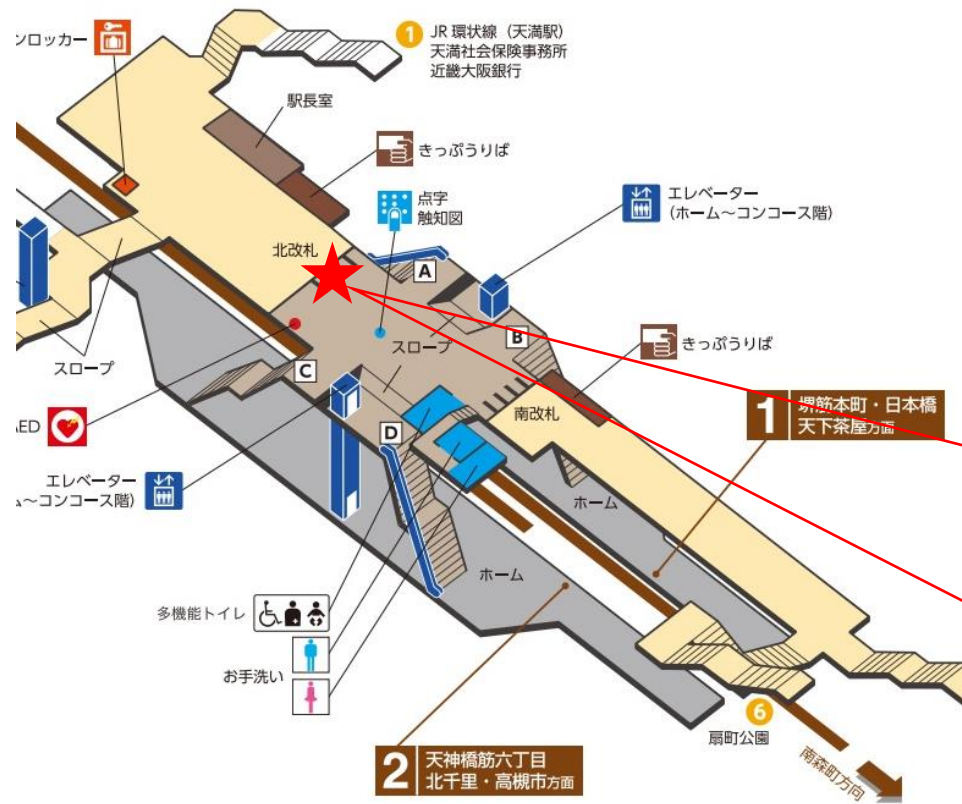 ンロッカー
1
JR 環状線（天満駅）
天満社会保険事務所
近畿大阪銀行
駅長室
きっぷうりば
点字
触知図
エレベーター
（ホーム〜コンコース階）
北改札
A
B
スロープ
スロープ
C
きっぷうりば
AED
南改札
1
堺筋本町・日本橋
天下茶屋方面
D
エレベーター
ム〜コンコース階）
ホーム
ホーム
多機能トイレ
お手洗い
6
扇町公園
2
天神橋筋六丁目
北千里・高槻市方面
南森町方向